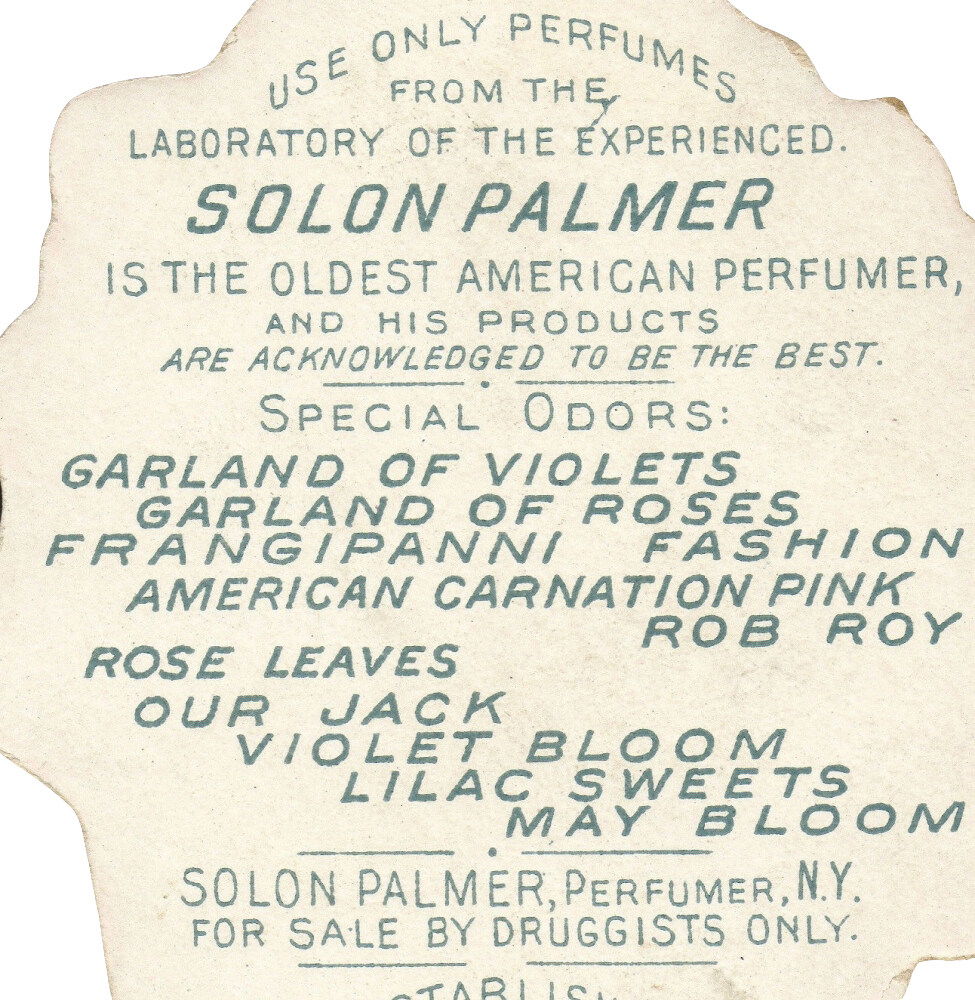 USE ONLY PERFUMES
FROM THE
LABORATORY OF THE EXPERIENCED.
SOLON PALMER
IS THE OLDEST AMERICAN PERFUMER,
AND HIS PRODUCTS
ARE ACKNOWLEDGED TO BE THE BEST.
SPECIAL ODORS:
GARLAND OF VIOLETS
GARLAND OF ROSES
FRANGIPANNI FASHION
AMERICAN CARNATION PINK
ROB ROY
ROSE LEAVES
OUR JACK
VIOLET BLOOM
LILAC SWEETS
MAY BLOOM
SOLON PALMER, PERFUMER, N.Y.
FOR SALE BY DRUGGISTS ONLY.